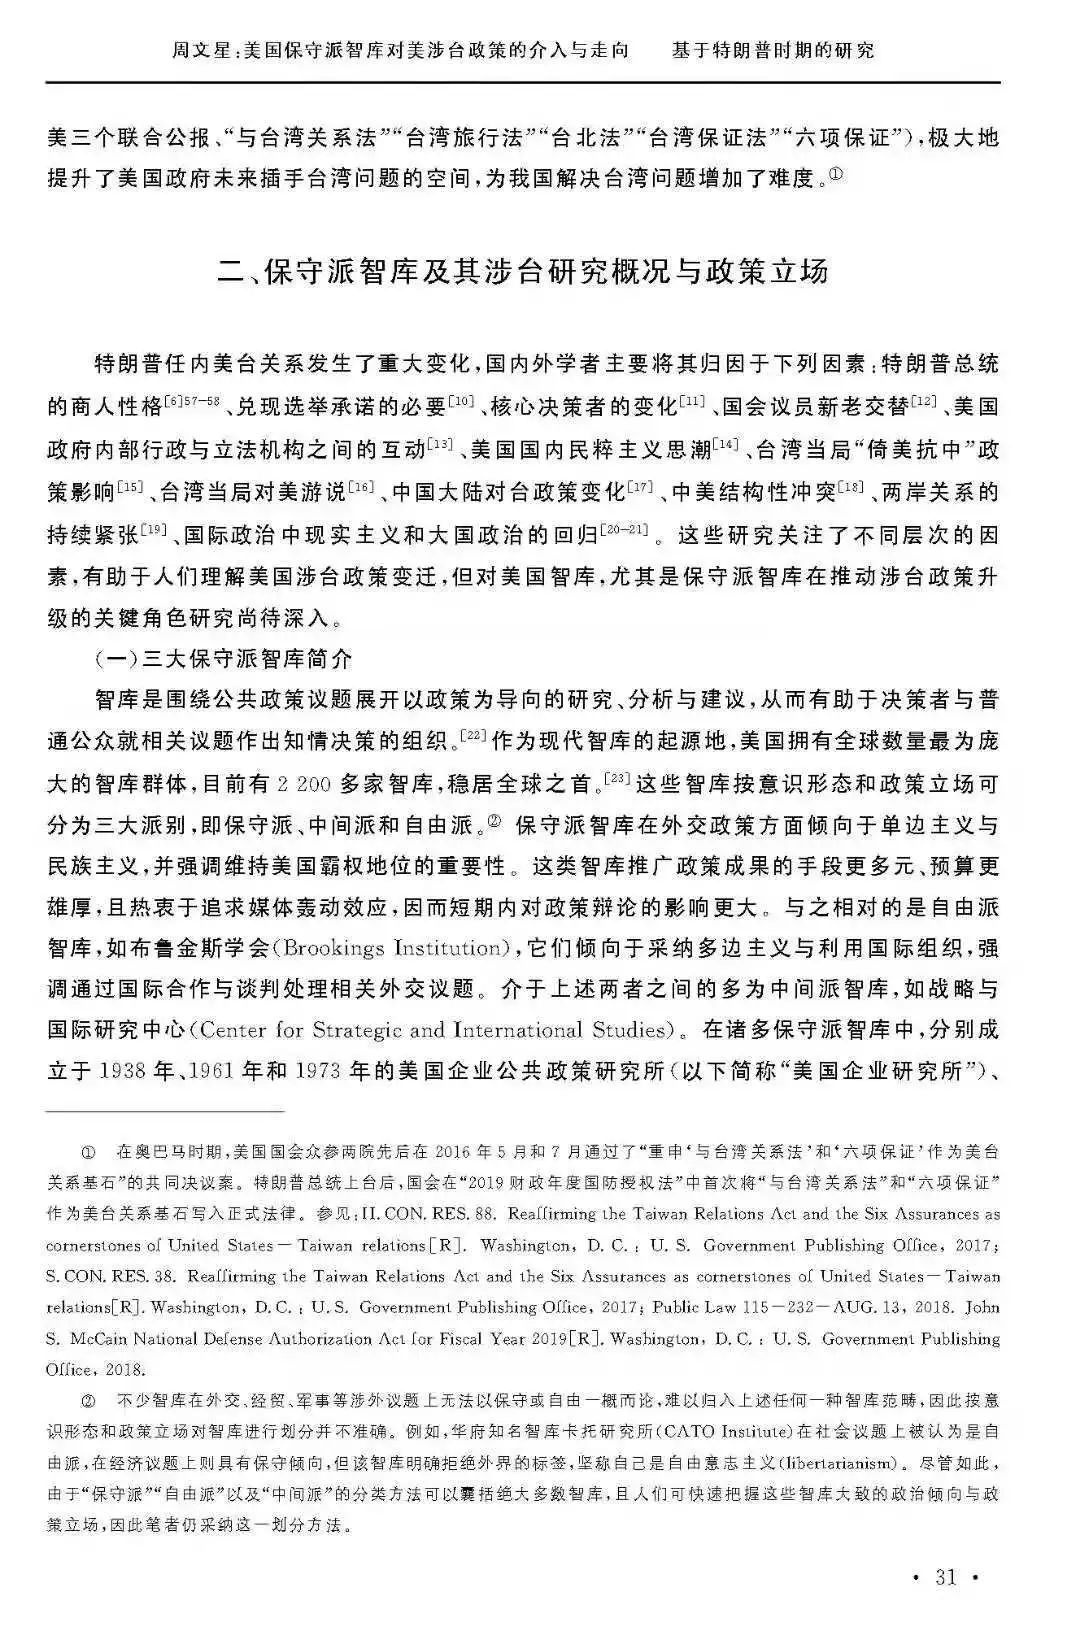 周文星:美国保守派智库对美涉台政策的介入与走向 基于特朗普时期的研究
美三个联合公报、“与台湾关系法”“台湾旅行法”“台北法”“台湾保证法”“六项保证”),极大地
提升了美国政府未来插手台湾问题的空间,为我国解决台湾问题增加了难度。①
二、保守派智库及其涉台研究概况与政策立场
特朗普任内美台关系发生了重大变化,国内外学者主要将其归因于下列因素:特朗普总统
的商人性格[6]57-58、兑现选举承诺的必要[10]、核心决策者的变化[11]、国会议员新老交替[12]、美国
政府内部行政与立法机构之间的互动[13]、美国国内民粹主义思潮[14]、台湾当局“倚美抗中”政
策影响[15]、台湾当局对美游说[16]、中国大陆对台政策变化[17]、中美结构性冲突[18]、两岸关系的
持续紧张[19]、国际政治中现实主义和大国政治的回归[20-21]。这些研究关注了不同层次的因
素,有助于人们理解美国涉台政策变迁,但对美国智库,尤其是保守派智库在推动涉台政策升
级的关键角色研究尚待深入。
(一)三大保守派智库简介
智库是围绕公共政策议题展开以政策为导向的研究、分析与建议,从而有助于决策者与普
通公众就相关议题作出知情决策的组织。[22]作为现代智库的起源地,美国拥有全球数量最为庞
大的智库群体,目前有 2 200 多家智库,稳居全球之首。[23]这些智库按意识形态和政策立场可
分为三大派别,即保守派、中间派和自由派。② 保守派智库在外交政策方面倾向于单边主义与
民族主义,并强调维持美国霸权地位的重要性。这类智库推广政策成果的手段更多元、预算更
雄厚,且热衷于追求媒体轰动效应,因而短期内对政策辩论的影响更大。与之相对的是自由派
智库,如布鲁金斯学会(Brookings Institution),它们倾向于采纳多边主义与利用国际组织,强
调通过国际合作与谈判处理相关外交议题。介于上述两者之间的多为中间派智库,如战略与
国际研究中心(Center for Strategic and International Studies)。在诸多保守派智库中,分别成
立于 1938 年、1961 年和 1973 年的美国企业公共政策研究所(以下简称“美国企业研究所”)、
① 在奥巴马时期,美国国会众参两院先后在 2016 年 5 月和 7 月通过了“重申‘与台湾关系法’和‘六项保证’作为美台
关系基石”的共同决议案。特朗普总统上台后,国会在“2019 财政年度国防授权法”中首次将“与台湾关系法”和“六项保证”
作为美台关系基石写入正式法律。参见:H.CON.RES.88. Reaffirming the Taiwan Relations Act and the Six Assurances as
cornerstones of United States—Taiwan relations[R]. Washington, D.C.: U.S. Government Publishing Office, 2017;
S.CON.RES.38. Reaffirming the Taiwan Relations Act and the Six Assurances as cornerstones of United States—Taiwan
relations[R]. Washington, D.C.: U.S. Government Publishing Office, 2017; Public Law 115-232-AUG.13, 2018. John
S. McCain National Defense Authorization Act for Fiscal Year 2019[R]. Washington, D.C.: U.S. Government Publishing
Office, 2018.
② 不少智库在外交、经贸、军事等涉外议题上无法以保守或自由一概而论,难以归入上述任何一种智库范畴,因此按意
识形态和政策立场对智库进行划分并不准确。例如,华府知名智库卡托研究所(CATO Institute)在社会议题上被认为是自
由派,在经济议题上则具有保守倾向,但该智库明确拒绝外界的标签,坚称自己是自由意志主义(libertarianism)。尽管如此,
由于“保守派”“自由派”以及“中间派”的分类方法可以囊括绝大多数智库,且人们可快速把握这些智库大致的政治倾向与政
策立场,因此笔者仍采纳这一划分方法。
· 31 ·